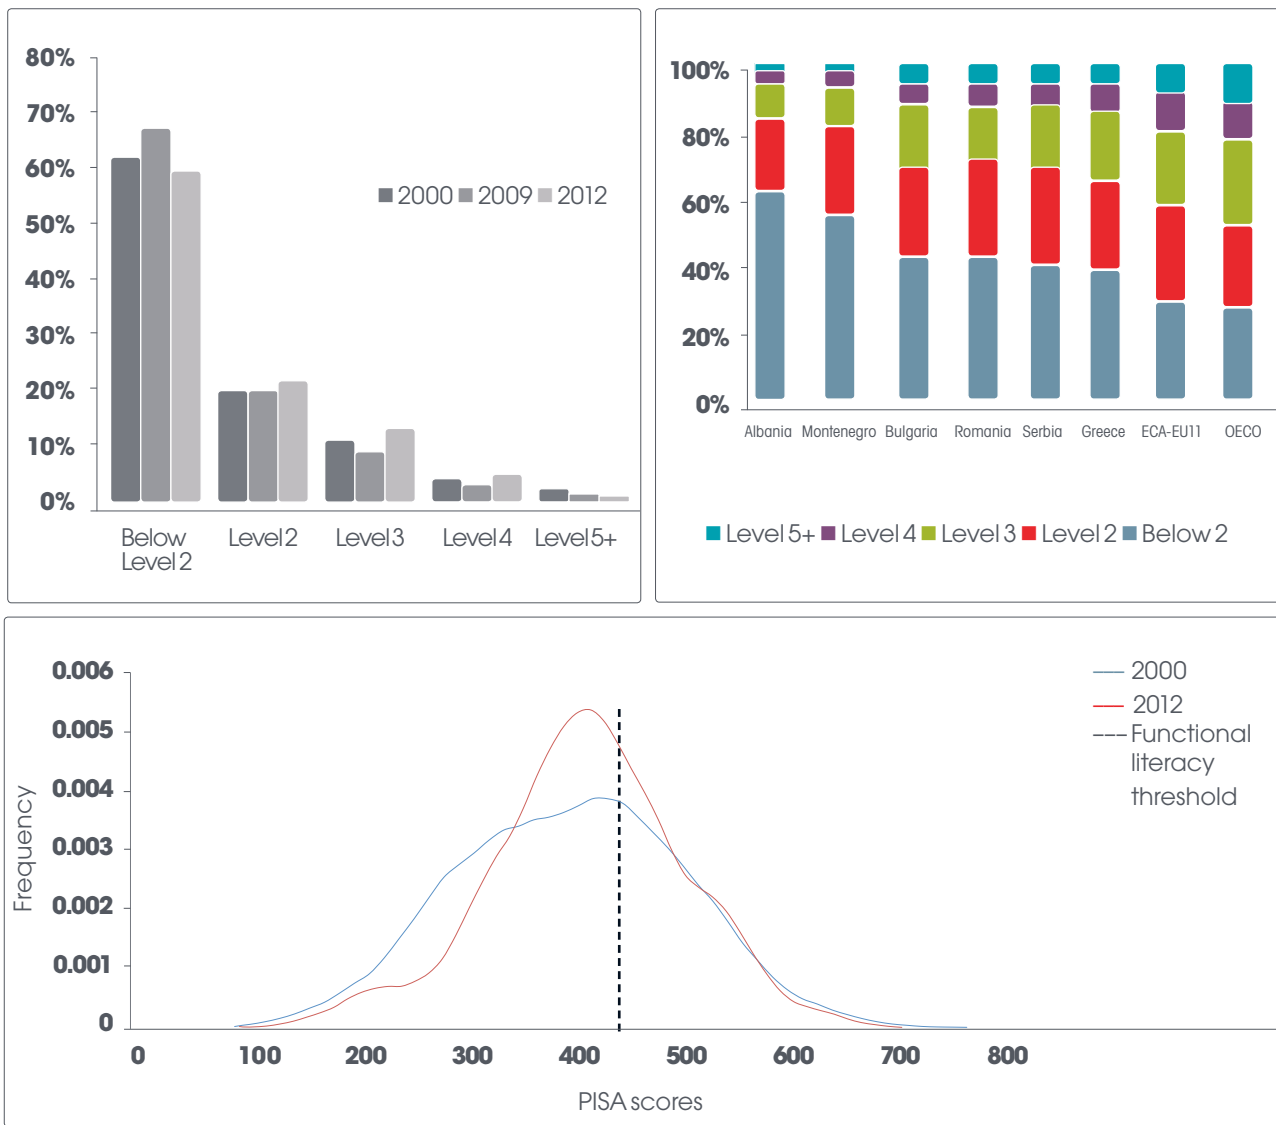 80%
70%
60%
50%
40%
30%
20%
10%
0%
2000 2009 2012
Below Level 2 Level 2 Level 3 Level 4 Level 5+
100%
80%
60%
40%
20%
0%
Albania Montenegro Bulgaria Romania Serbia Greece ECA-EU11 OECO
Level 5+ Level 4 Level 3 Level 2 Below 2
0.006
0.005
0.004
0.003
0.002
0.001
0
Frequency
2000
2012
Functional
literacy
threshold
0 100 200 300 400 500 600 700 800
PISA scores